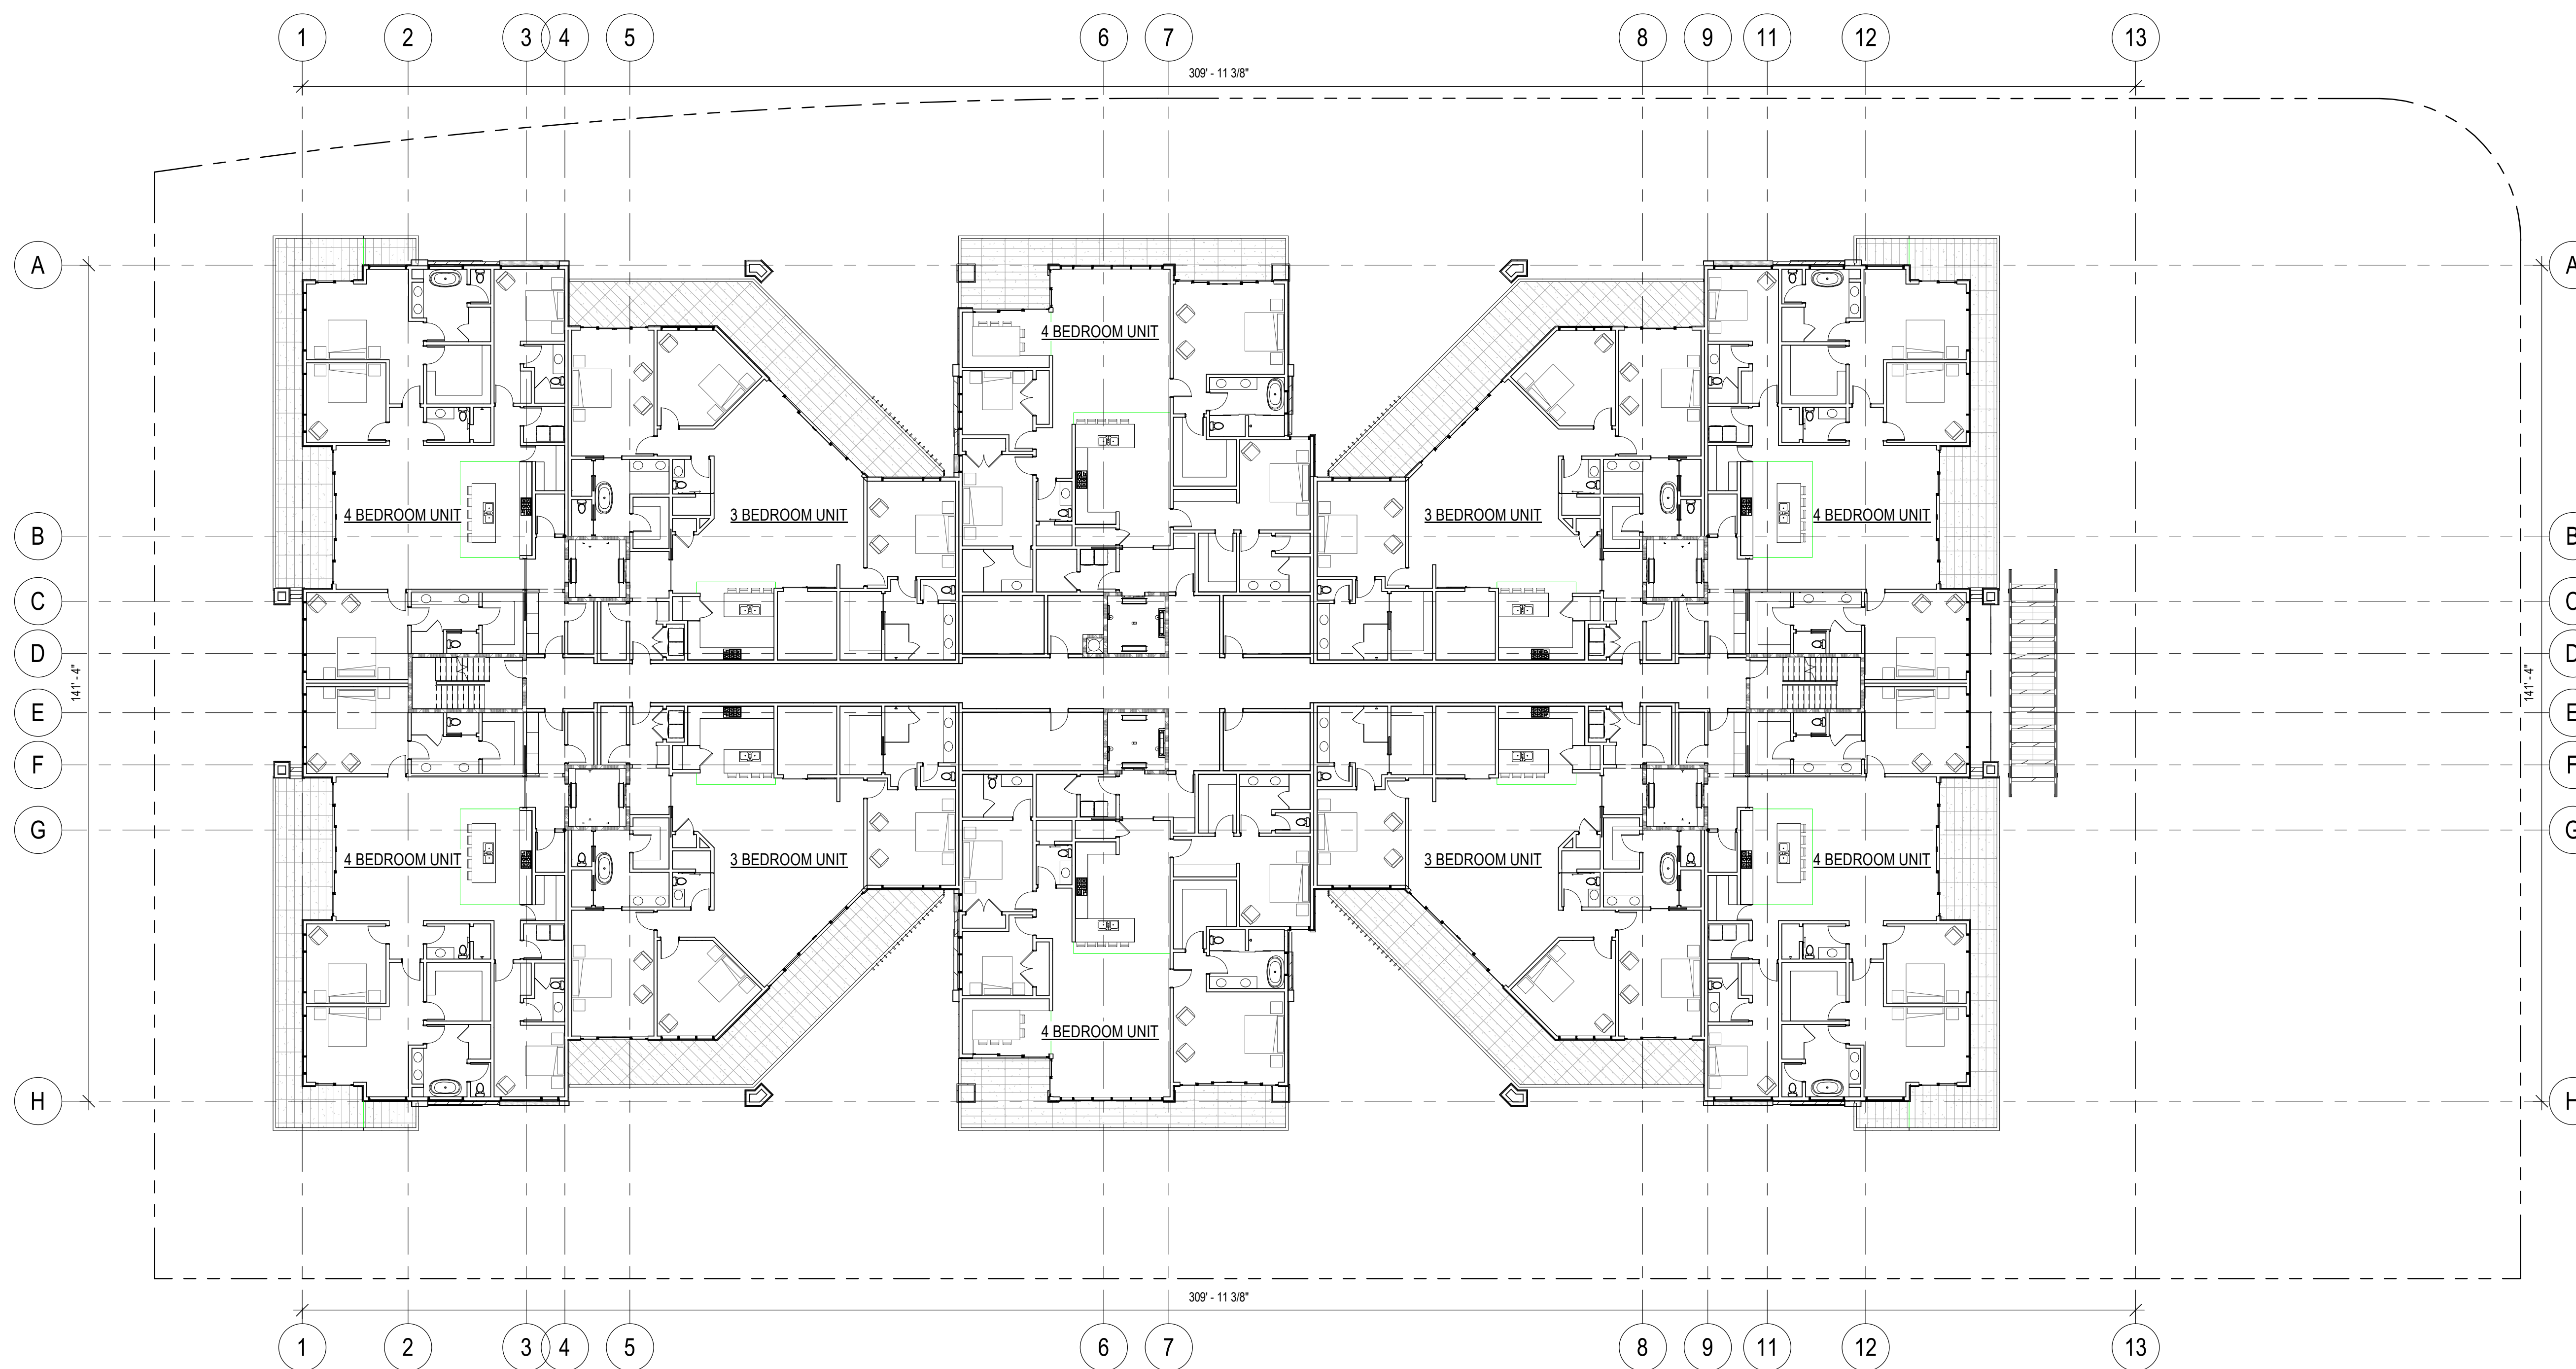 1 2 3 4 5 6 7 8 9 11 12 13
309' - 11 3/8"
A A
4 BEDROOM UNIT 4 BEDROOM UNIT
4 BEDROOM UNIT 3 BEDROOM UNIT 3 BEDROOM UNIT 4 BEDROOM UNIT
B B
C C
D D
141' - 4" 141' - 4"
E E
F F
G G
4 BEDROOM UNIT 3 BEDROOM UNIT 3 BEDROOM UNIT 4 BEDROOM UNIT
4 BEDROOM UNIT
H H
309' - 11 3/8"
1 2 3 4 5 6 7 8 9 11 12 13